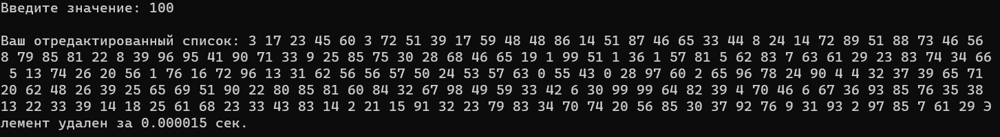 Введите значение: 100
Ваш отредактированный список: 3 17 23 45 60 3 72 51 39 17 59 48 48 86 14 51 87 46 65 33 44 8 24 14 72 89 51 88 73 46 56
8 79 85 81 22 8 39 96 95 41 90 71 33 9 25 85 75 30 28 68 46 65 19 1 99 51 1 36 1 57 81 5 62 83 7 63 61 29 23 83 74 34 66
5 13 74 26 20 56 1 76 16 72 96 13 31 62 56 56 57 50 24 53 57 63 0 55 43 0 28 97 60 2 65 96 78 24 90 4 4 32 37 39 65 71
20 62 48 26 39 25 65 69 51 90 22 80 85 81 60 84 32 67 98 49 59 33 42 6 30 99 99 64 82 39 4 70 46 6 67 36 93 85 76 35 38
13 22 33 39 14 18 25 61 68 23 33 43 83 14 2 21 15 91 32 23 79 83 34 70 74 20 56 85 30 37 92 76 9 31 93 2 97 85 7 61 29 Э
лемент удален за 0.000015 сек.